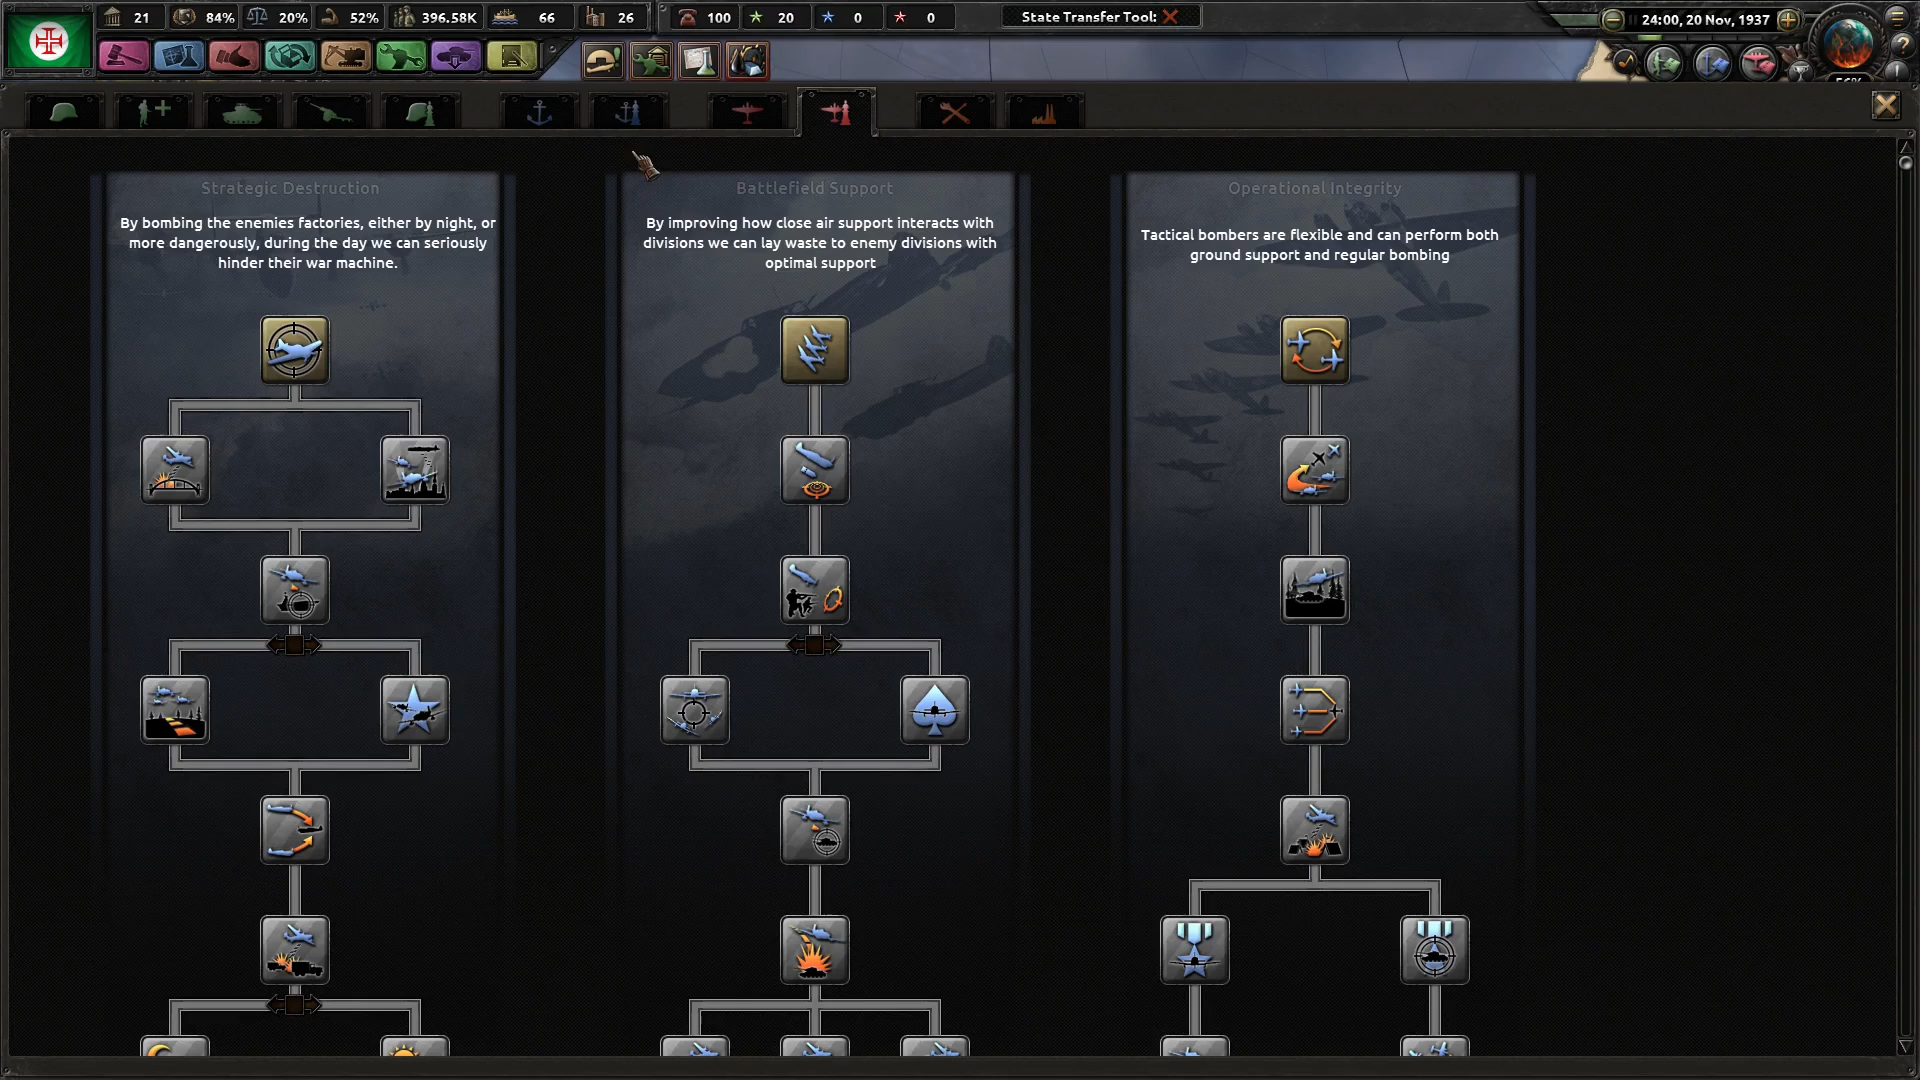 21
84%
20%
52%
396.58K
66
26
100
20
0
0
State Transfer Tool:
24:00, 20 Nov, 1937
Strategic Destruction
By bombing the enemies factories, either by night, or
more dangerously, during the day we can seriously
hinder their war machine.
Battlefield Support
By improving how close air support interacts with
divisions we can lay waste to enemy divisions with
optimal support
Operational Integrity
Tactical bombers are flexible and can perform both
ground support and regular bombing